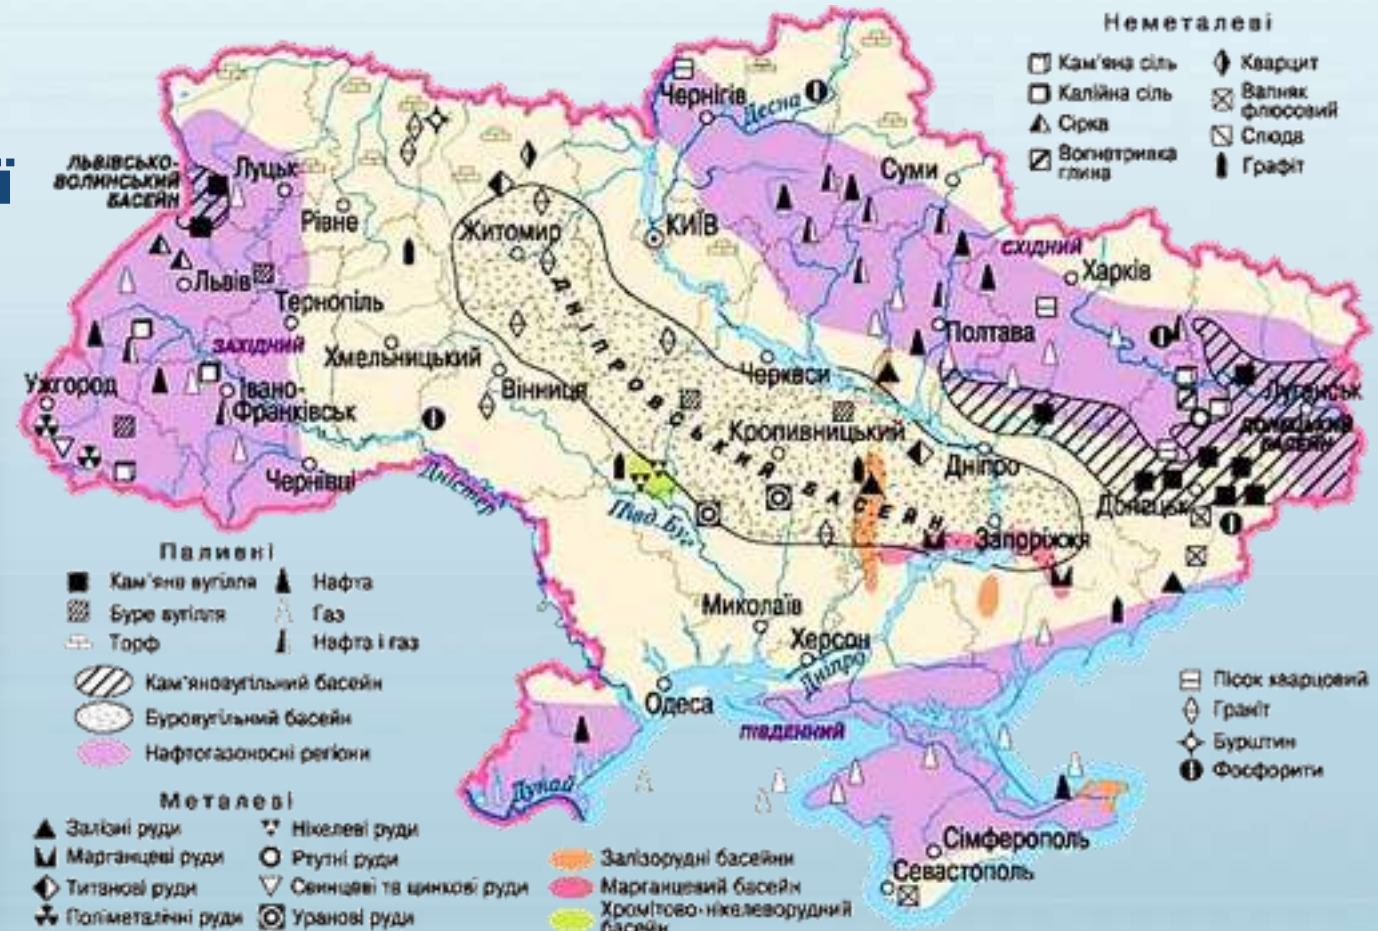 Ї
Неметалеві
Кам'яна сіль
Калійна сіль
Сірка
Вогнетривка
глина
Кварцит
Вапняк
флюсовий
Слюда
Графіт
Чернігів
Десна
ЛЬВІВСЬКО-
ВОЛИНСЬКИЙ
БАСЕЙН
Луцьк
Рівне
Житомир
КИЇВ
Суми
СХІДНИЙ
Харків
Львів
Тернопіль
ДНІПРОВСЬКИЙ БАСЕЙН
Полтава
ЗАХІДНИЙ
Хмельницький
Вінниця
Черкаси
Ужгород
Івано-
Франківськ
Луганськ
ДОНЕЦЬКИЙ
БАСЕЙН
Кропивницький
Дніпро
Чернівці
Дністер
Півд. Буг
Донецьк
Запоріжжя
Паливні
Кам'яне вугілля
Буре вугілля
Торф
Нафта
Газ
Нафта і газ
Кам'яновугільний басейн
Буровугільний басейн
Нафтогазоносні регіони
Миколаїв
Херсон
Дніпро
Одеса
ПІВДЕННИЙ
Дунай
Пісок кварцовий
Граніт
Бурштин
Фосфорити
Сімферополь
Севастополь
Металеві
Залізні руди
Марганцеві руди
Титанові руди
Поліметалічні руди
Нікелеві руди
Ртутні руди
Свинцеві та цинкові руди
Уранові руди
Залізорудні басейни
Марганцевий басейн
Хромітово-нікелеворудний
басейн